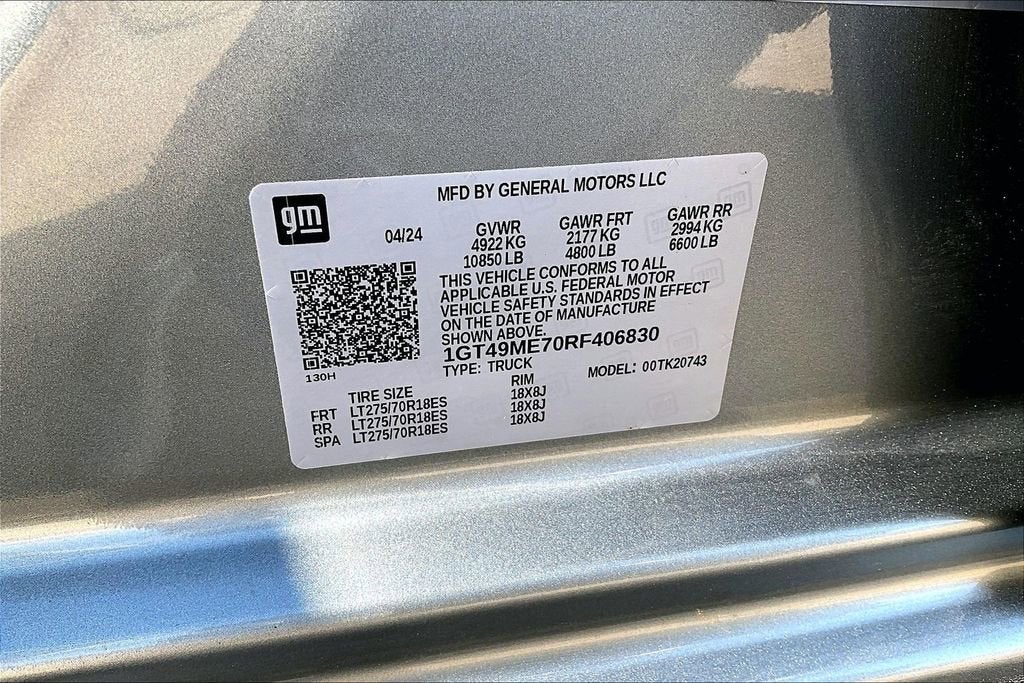 MFD BY GENERAL MOTORS LLC
gm
04/24
GVWR
4922 KG
10850 LB
GAWR FRT
2177 KG
4800 LB
GAWR RR
2994 KG
6600 LB
THIS VEHICLE CONFORMS TO ALL
APPLICABLE U.S. FEDERAL MOTOR
VEHICLE SAFETY STANDARDS IN EFFECT
ON THE DATE OF MANUFACTURE
SHOWN ABOVE.
1GT49ME70RF406830
TYPE: TRUCK
MODEL: 00TK20743
130H
TIRE SIZE RIM
FRT LT275/70R18ES 18X8J
RR LT275/70R18ES 18X8J
SPA LT275/70R18ES 18X8J